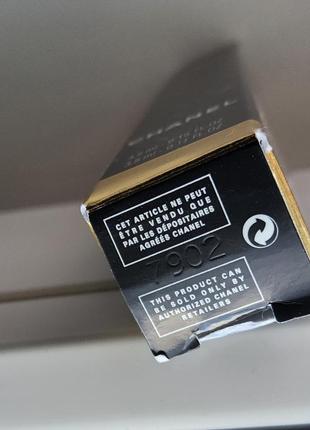 CHANEL
CET ARTICLE NE PEUT
ÊTRE VENDU QUE
PAR LES DÉPOSITAIRES
AGRÉÉS CHANEL
7902
THIS PRODUCT CAN
BE SOLD ONLY BY
AUTHORIZED CHANEL
RETAILERS